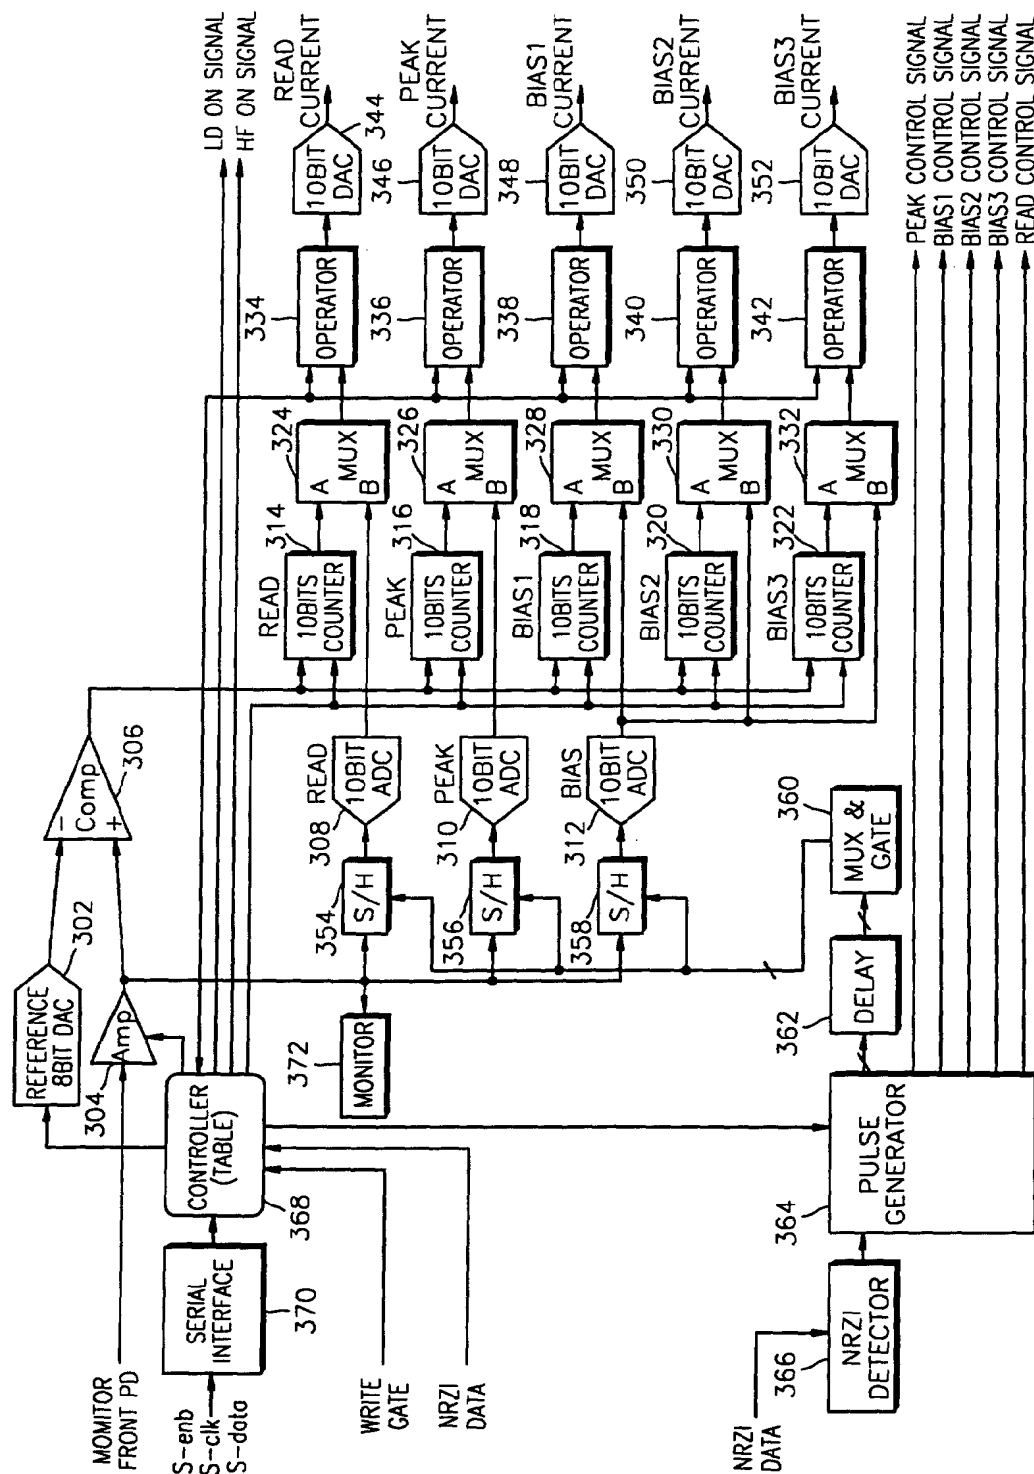 MOMITOR
FRONT PD
S-enb
S-clk
S-data
SERIAL
INTERFACE
370
WRITE
GATE
NRZI
DATA
NRZI
DATA
NRZI
DETECTOR
366
REFERENCE
8BIT DAC
302
Amp
304
CONTROLLER
(TABLE)
368
PULSE
GENERATOR
364
Comp
-
+
306
MONITOR
372
DELAY
362
MUX &
GATE
360
S/H
354
S/H
356
S/H
358
READ
10BIT
ADC
308
PEAK
10BIT
ADC
310
BIAS
10BIT
ADC
312
READ
10BITS
COUNTER
314
PEAK
10BITS
COUNTER
316
BIAS1
10BITS
COUNTER
318
BIAS2
10BITS
COUNTER
320
BIAS3
10BITS
COUNTER
322
A
MUX
B
324
A
MUX
B
326
A
MUX
B
328
A
MUX
B
330
A
MUX
B
332
OPERATOR
334
OPERATOR
336
OPERATOR
338
OPERATOR
340
OPERATOR
342
10BIT
DAC
344
10BIT
DAC
346
10BIT
DAC
348
10BIT
DAC
350
10BIT
DAC
352
LD ON SIGNAL
HF ON SIGNAL
READ
CURRENT
PEAK
CURRENT
BIAS1
CURRENT
BIAS2
CURRENT
BIAS3
CURRENT
PEAK CONTROL SIGNAL
BIAS1 CONTROL SIGNAL
BIAS2 CONTROL SIGNAL
BIAS3 CONTROL SIGNAL
READ CONTROL SIGNAL